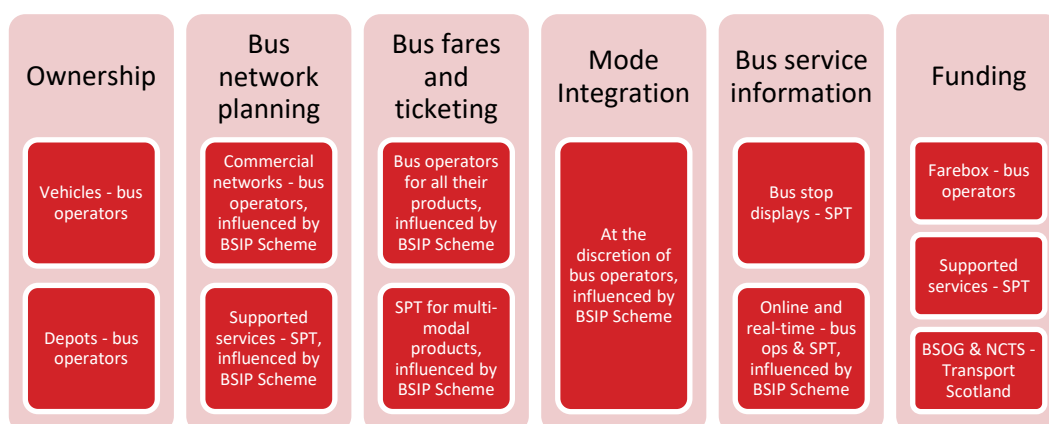 Ownership
Vehicles - bus
operators
Depots - bus
operators
Bus
network
planning
Commercial
networks - bus
operators,
influenced by
BSIP Scheme
Supported
services - SPT,
influenced by
BSIP Scheme
Bus fares
and
ticketing
Bus operators
for all their
products,
influenced by
BSIP Scheme
SPT for multi-
modal
products,
influenced by
BSIP Scheme
Mode
Integration
At the
discretion of
bus operators,
influenced by
BSIP Scheme
Bus service
information
Bus stop
displays - SPT
Online and
real-time - bus
ops & SPT,
influenced by
BSIP Scheme
Funding
Farebox - bus
operators
Supported
services - SPT
BSOG & NCTS -
Transport
Scotland